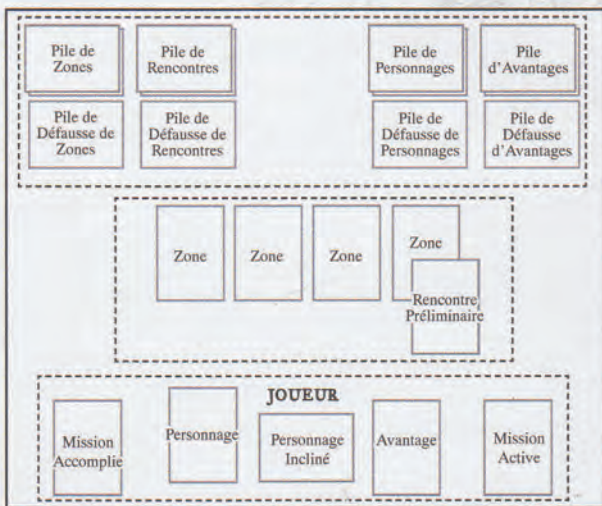 Pile de
Zones
Pile de
Rencontres
Pile de
Personnages
Pile
d'Avantages
Pile de
Défausse de
Zones
Pile de
Défausse de
Rencontres
Pile de
Défausse de
Personnages
Pile de
Défausse
d'Avantages
Zone
Zone
Zone
Zone
Rencontre
Préliminaire
JOUEUR
Mission
Accomplie
Personnage
Personnage
Incliné
Avantage
Mission
Active